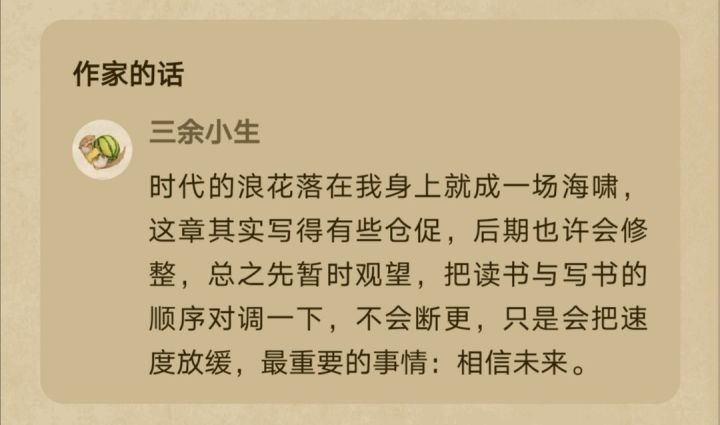 作家的话
三余小生
时代的浪花落在我身上就成一场海啸，
这章其实写得有些仓促，后期也许会修
整，总之先暂时观望，把读书与写书的
顺序对调一下，不会断更，只是会把速
度放缓，最重要的事情：相信未来。